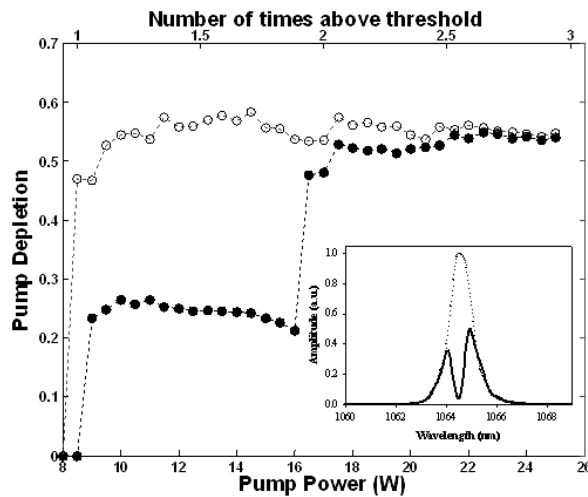 Number of times above threshold
1 1.5 2 2.5 3
0.7
0.6
0.5
0.4
0.3
0.2
0.1
0
Pump Depletion
8 10 12 14 16 18 20 22 24 26
Pump Power (W)
1.0
0.8
0.6
0.4
0.2
0.0
Amplitude (a.u.)
1060 1062 1064 1066 1068
Wavelength (nm)